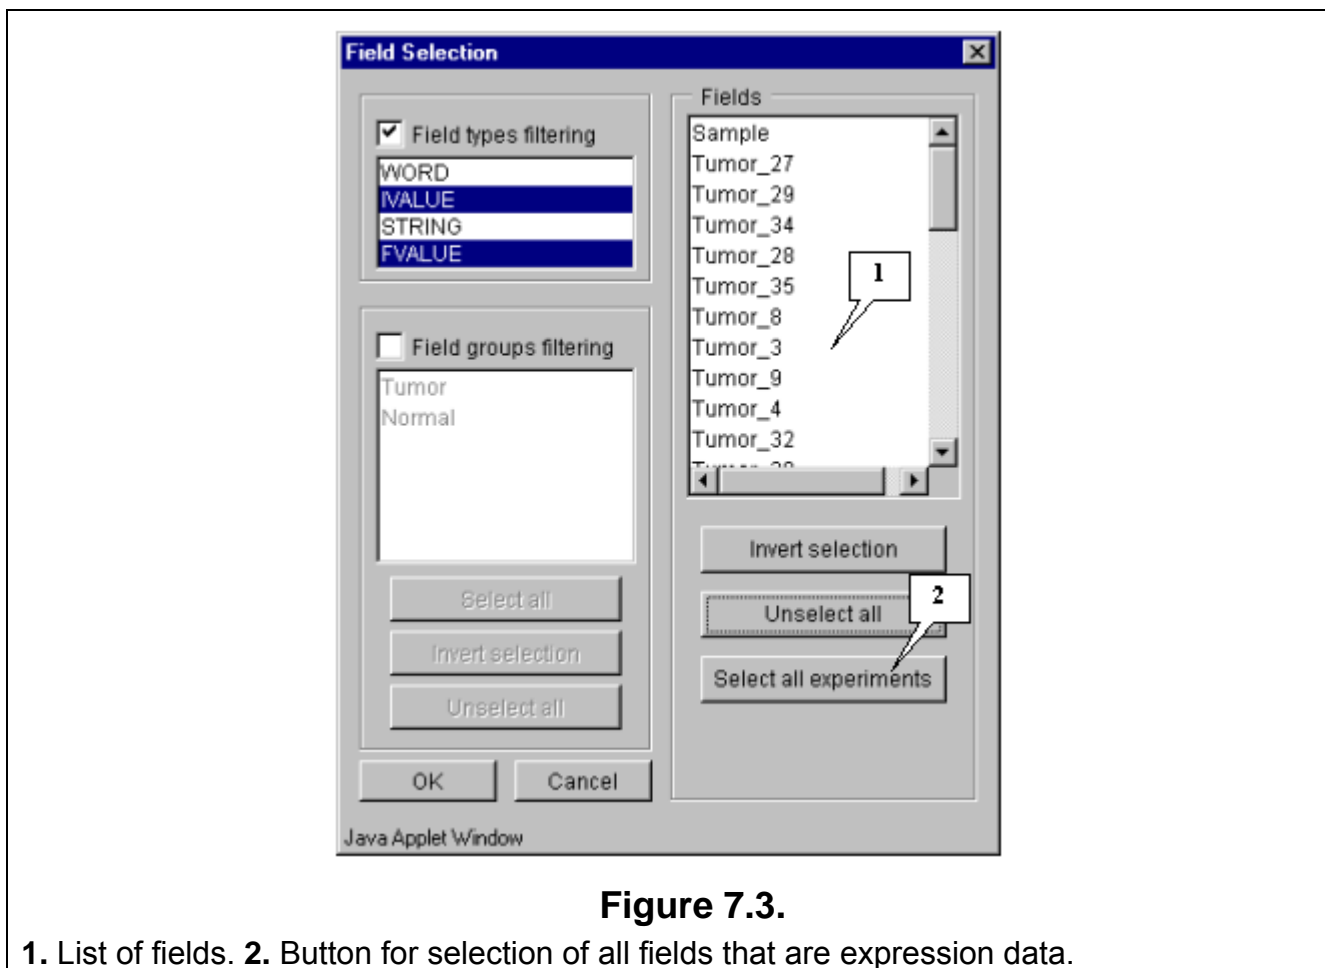 Field Selection
Field types filtering
WORD
IVALUE
STRING
FVALUE
Field groups filtering
Tumor
Normal
Select all
Invert selection
Unselect all
OK
Cancel
Java Applet Window
Fields
Sample
Tumor_27
Tumor_29
Tumor_34
Tumor_28
Tumor_35
Tumor_8
Tumor_3
Tumor_9
Tumor_4
Tumor_32
1
Invert selection
Unselect all
2
Select all experiments
Figure 7.3.
1. List of fields. 2. Button for selection of all fields that are expression data.